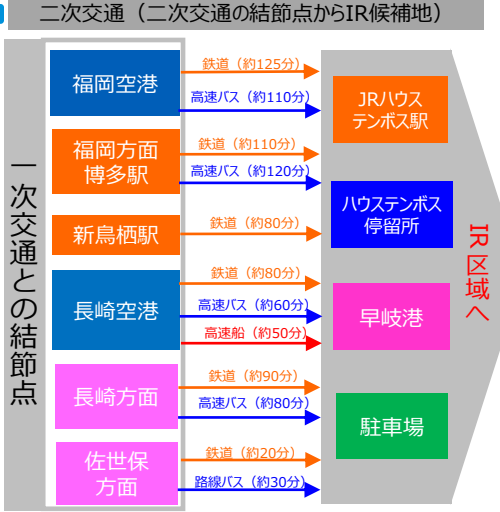 二次交通（二次交通の結節点からIR候補地）
一次交通との結節点
福岡空港
鉄道（約125分）
高速バス（約110分）
福岡方面
博多駅
鉄道（約110分）
高速バス（約120分）
新鳥栖駅
鉄道（約80分）
長崎空港
鉄道（約80分）
高速バス（約60分）
高速船（約50分）
長崎方面
鉄道（約90分）
高速バス（約80分）
佐世保
方面
鉄道（約20分）
路線バス（約30分）
JRハウス
テンボス駅
ハウステンボス
停留所
早岐港
駐車場
IR区域へ